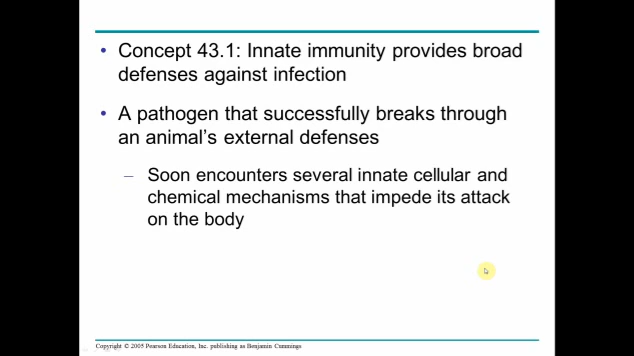 • Concept 43.1: Innate immunity provides broad
defenses against infection
• A pathogen that successfully breaks through
an animal's external defenses
– Soon encounters several innate cellular and
chemical mechanisms that impede its attack
on the body
Copyright © 2005 Pearson Education, Inc. publishing as Benjamin Cummings